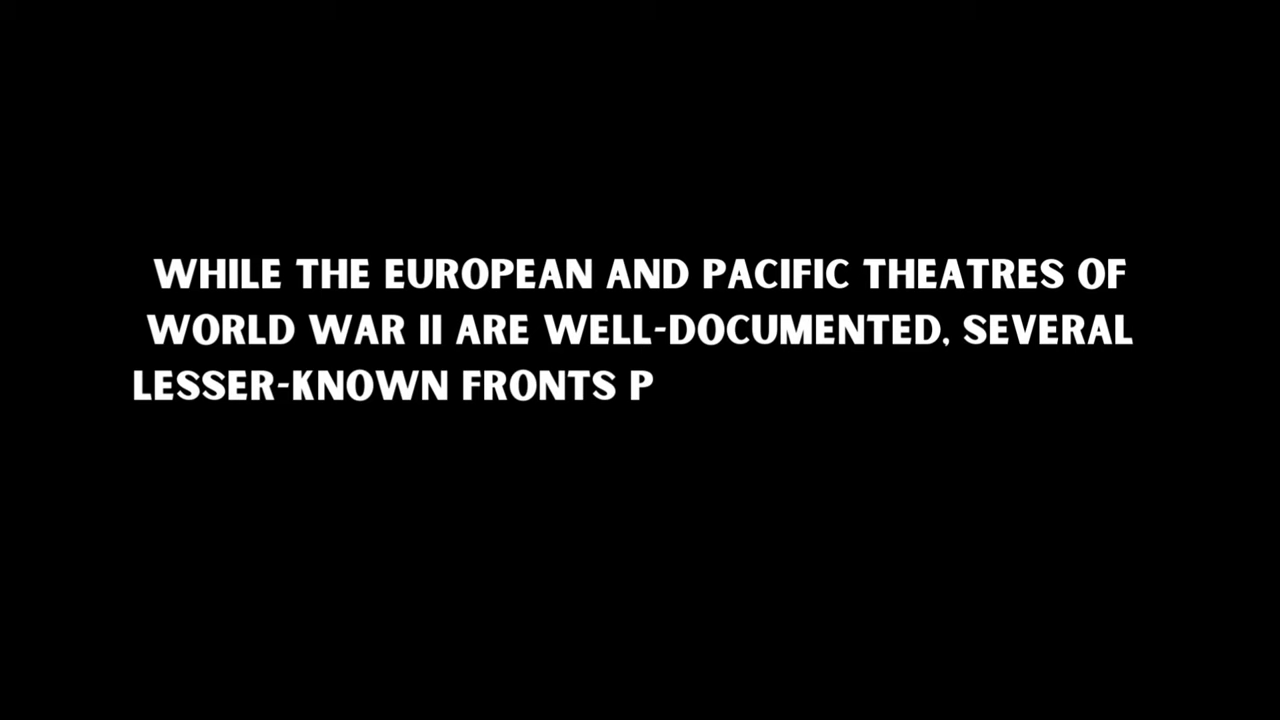 WHILE THE EUROPEAN AND PACIFIC THEATRES OF
WORLD WAR II ARE WELL-DOCUMENTED, SEVERAL
LESSER-KNOWN FRONTS P